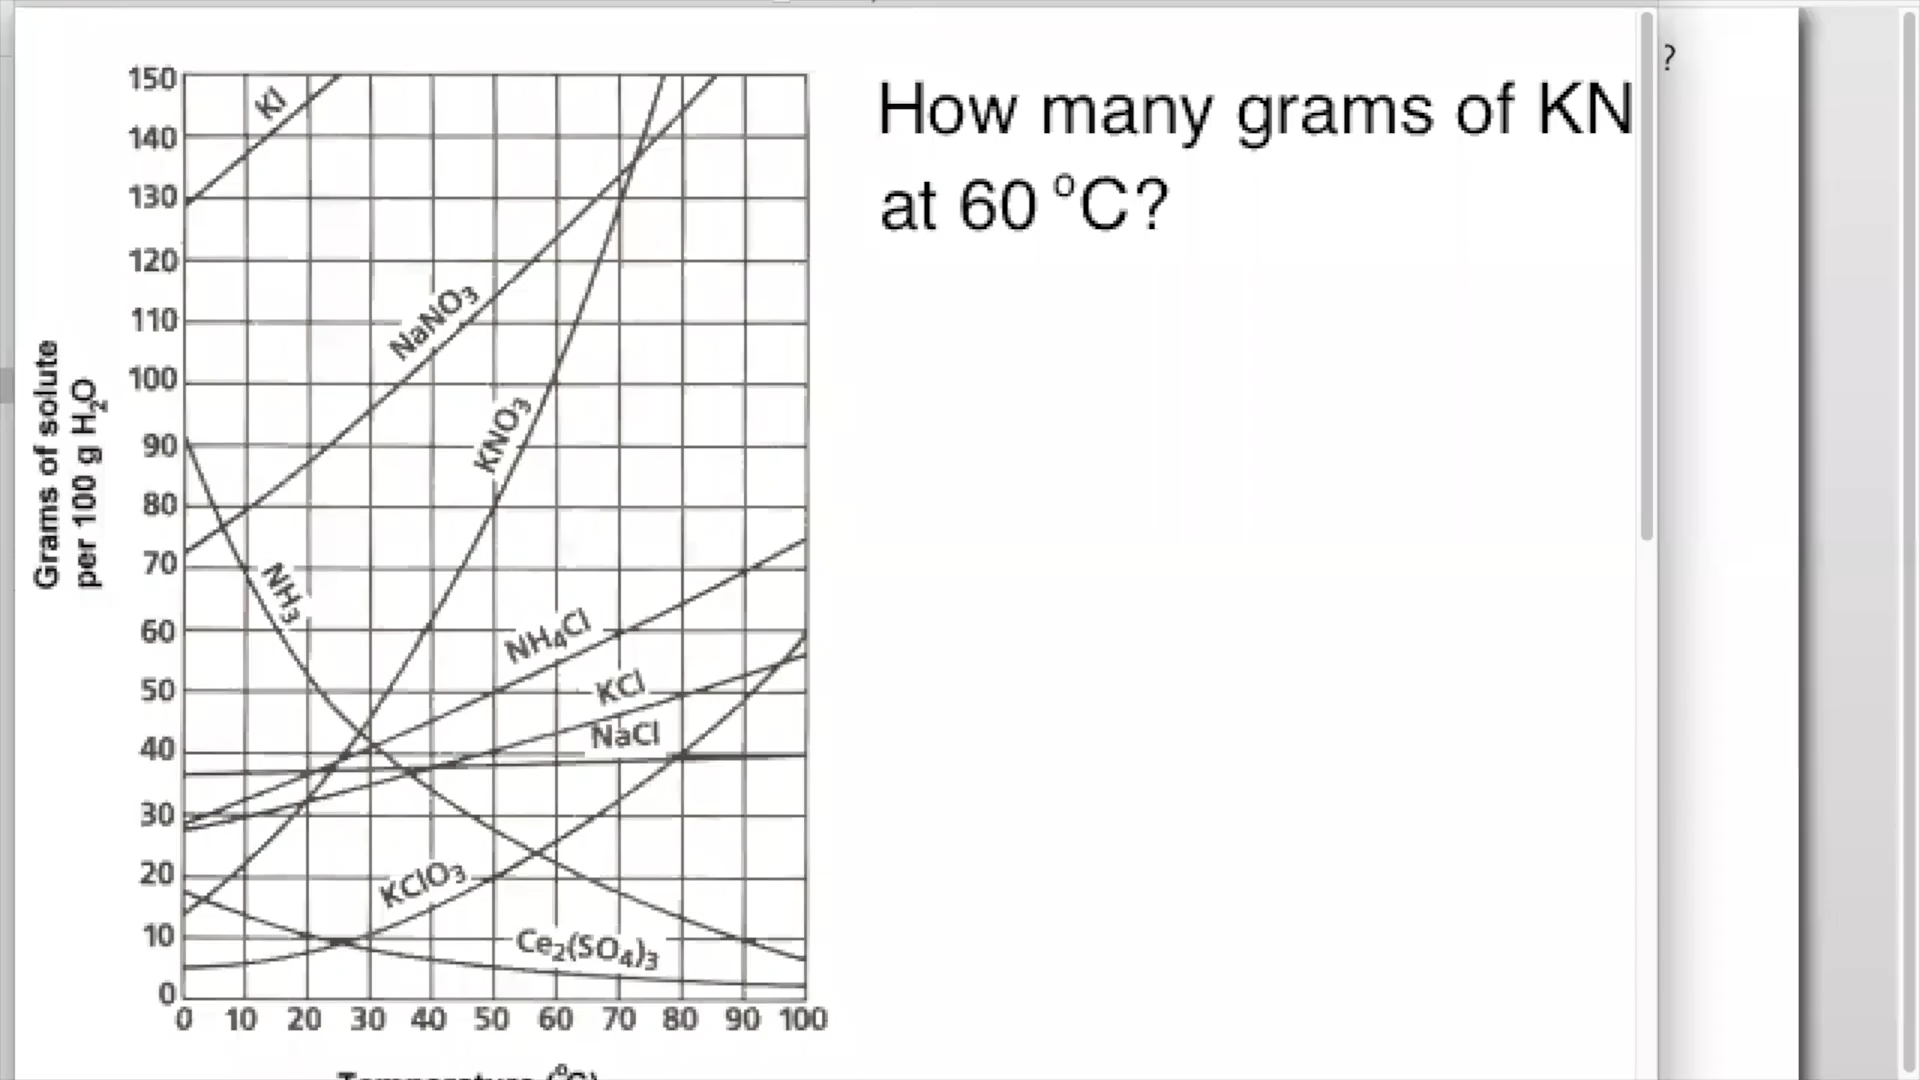 How many grams of KN
at 60 °C?
?
150
140
130
120
110
100
90
80
70
60
50
40
30
20
10
0
Grams of solute
per 100 g H₂O
KI
NaNO₃
KNO₃
NH₃
NH₄Cl
KCl
NaCl
KClO₃
Ce₂(SO₄)₃
0 10 20 30 40 50 60 70 80 90 100
Temperature (°C)